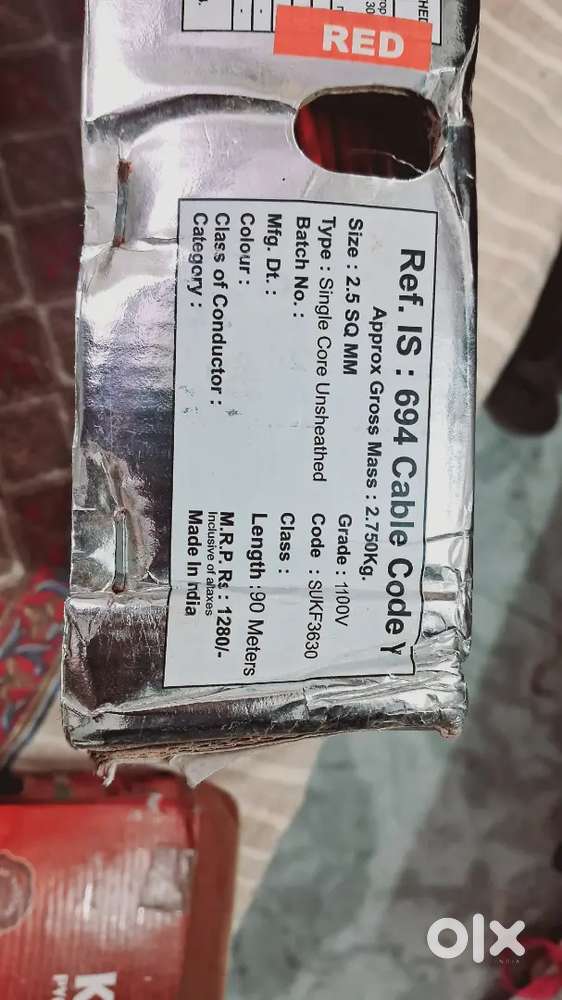 RED
Ref. IS : 694 Cable Code Y
Approx Gross Mass : 2.750Kg.
Size : 2.5 SQ MM
Grade : 1100V
Type : Single Core Unsheathed
Code : SUKF3630
Batch No. :
Class :
Mfg. Dt. :
Length :90 Meters
Colour :
M.R.P. Rs : 1280/-
Class of Conductor :
Inclusive of altaxes
Category :
Made In India
olx
INDIA